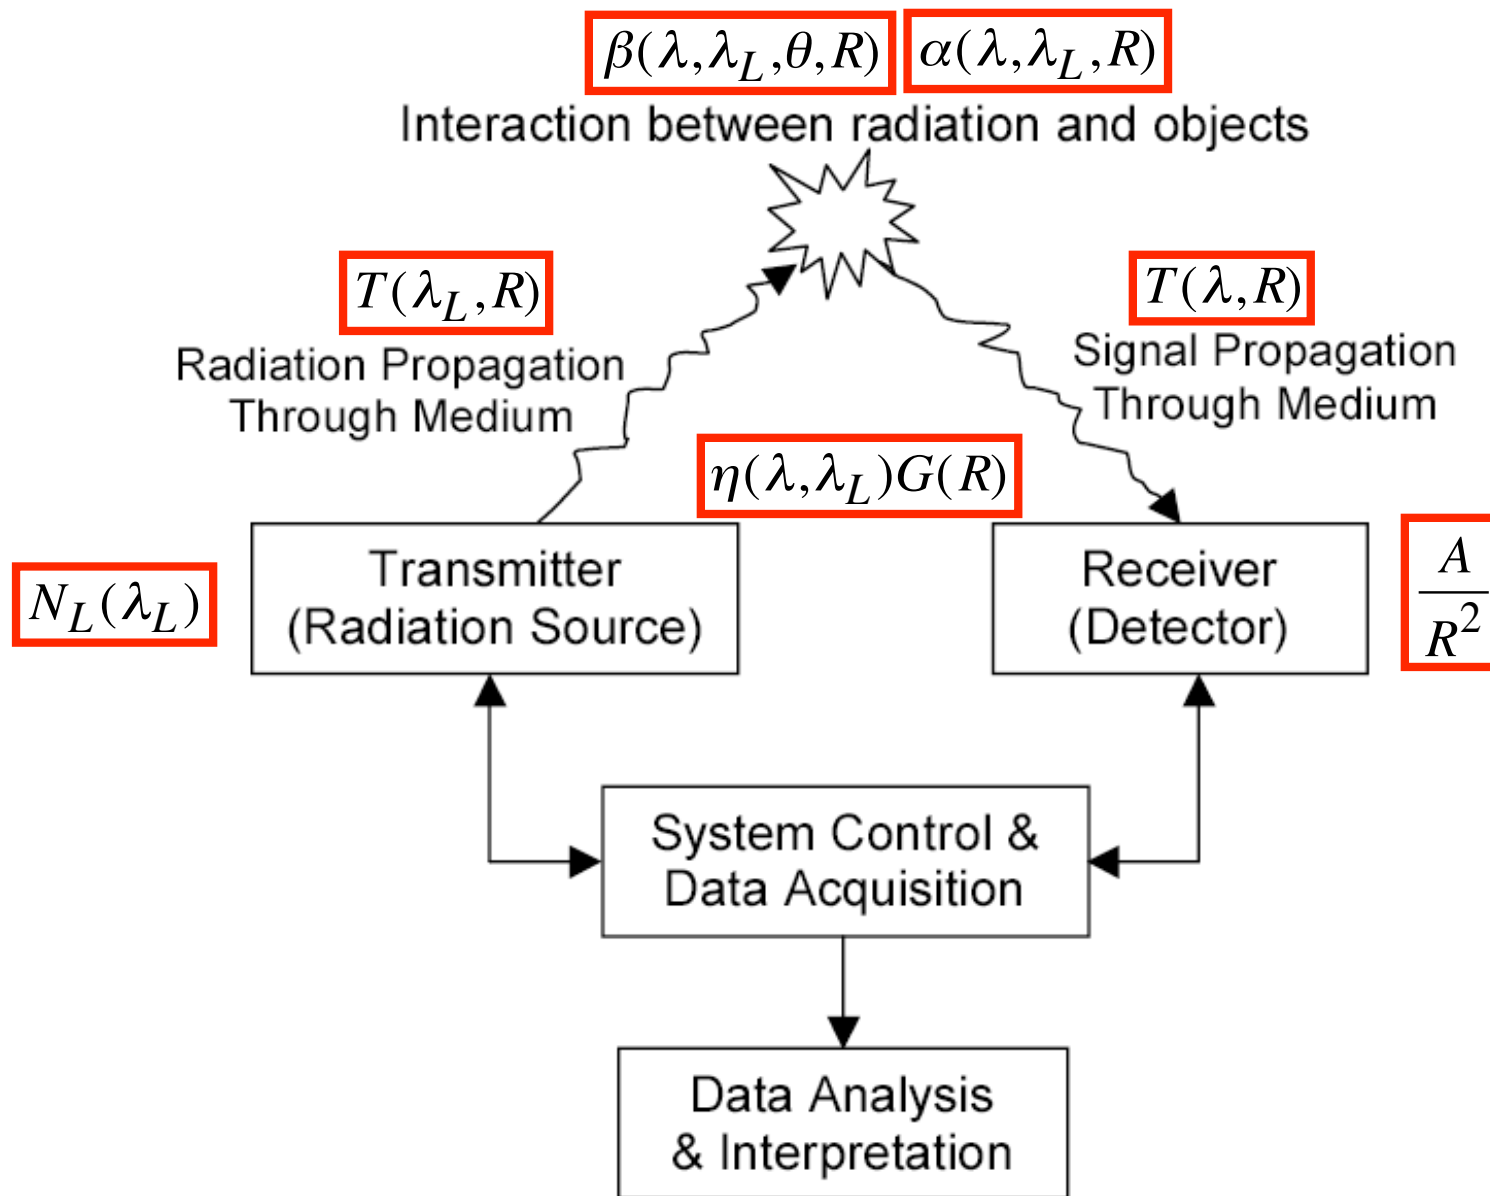 β(λ,λ_L,θ,R) α(λ,λ_L,R)
Interaction between radiation and objects
T(λ_L,R)
Radiation Propagation
Through Medium
T(λ,R)
Signal Propagation
Through Medium
η(λ,λ_L)G(R)
N_L(λ_L)
Transmitter
(Radiation Source)
Receiver
(Detector)
A
R^2
System Control &
Data Acquisition
Data Analysis
& Interpretation